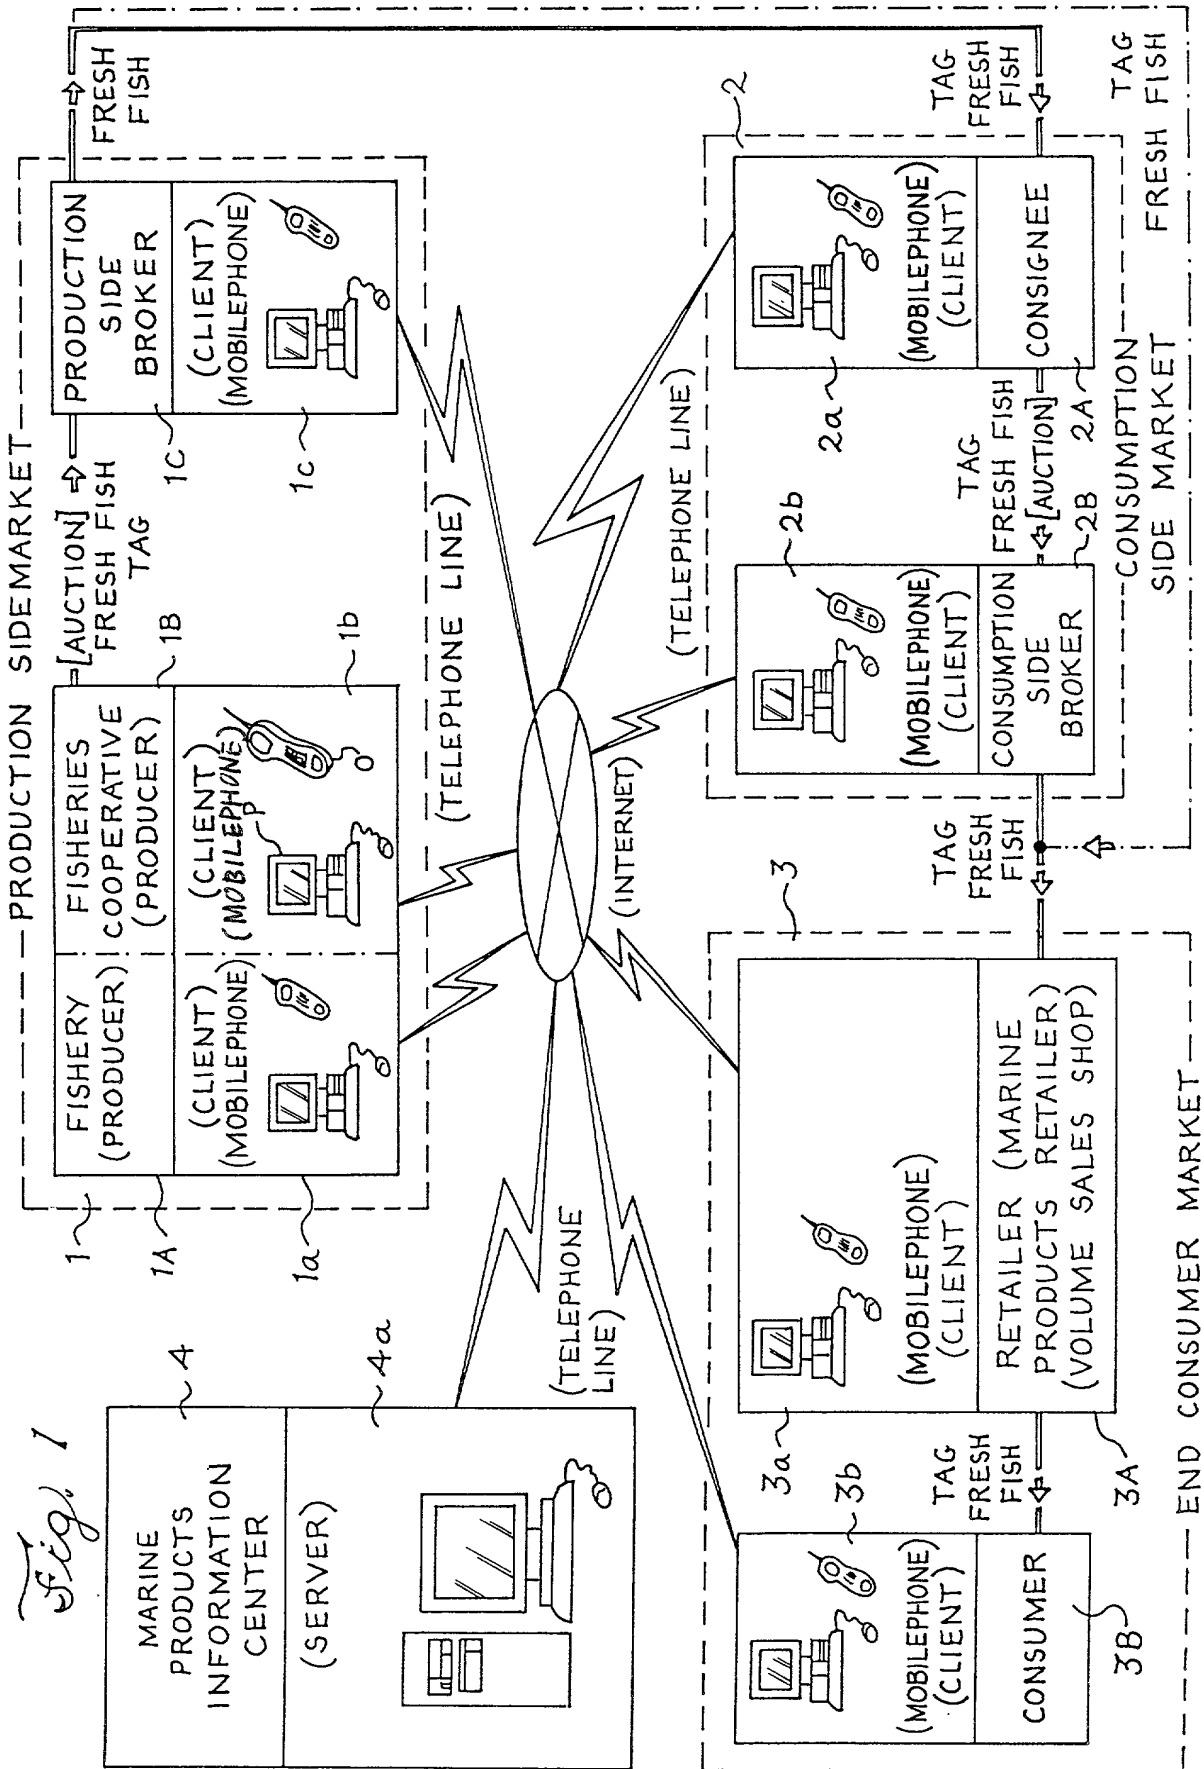 Fig. 1
MARINE
PRODUCTS
INFORMATION
CENTER
(SERVER)
4
4a
(TELEPHONE
LINE)
PRODUCTION SIDEMARKET
1
FISHERY
(PRODUCER)
1A
(CLIENT)
(MOBILEPHONE)
1a
FISHERIES
COOPERATIVE
(PRODUCER)
1B
(CLIENT)
(MOBILEPHONE)
P
1b
[AUCTION]
FRESH FISH
TAG
PRODUCTION
SIDE
BROKER
1C
(CLIENT)
(MOBILEPHONE)
1c
FRESH
FISH
(TELEPHONE LINE)
(INTERNET)
(TELEPHONE LINE)
TAG
FRESH
FISH
TAG
FRESH FISH
2
2a
(MOBILEPHONE)
(CLIENT)
CONSIGNEE
2A
TAG
FRESH FISH
[AUCTION]
2b
(MOBILEPHONE)
(CLIENT)
CONSUMPTION
SIDE
BROKER
2B
CONSUMPTION
SIDE MARKET
TAG
FRESH
FISH
3
3a
(MOBILEPHONE)
(CLIENT)
RETAILER (MARINE
PRODUCTS RETAILER)
(VOLUME SALES SHOP)
3A
TAG
FRESH
FISH
3b
(MOBILEPHONE)
(CLIENT)
CONSUMER
3B
END CONSUMER MARKET